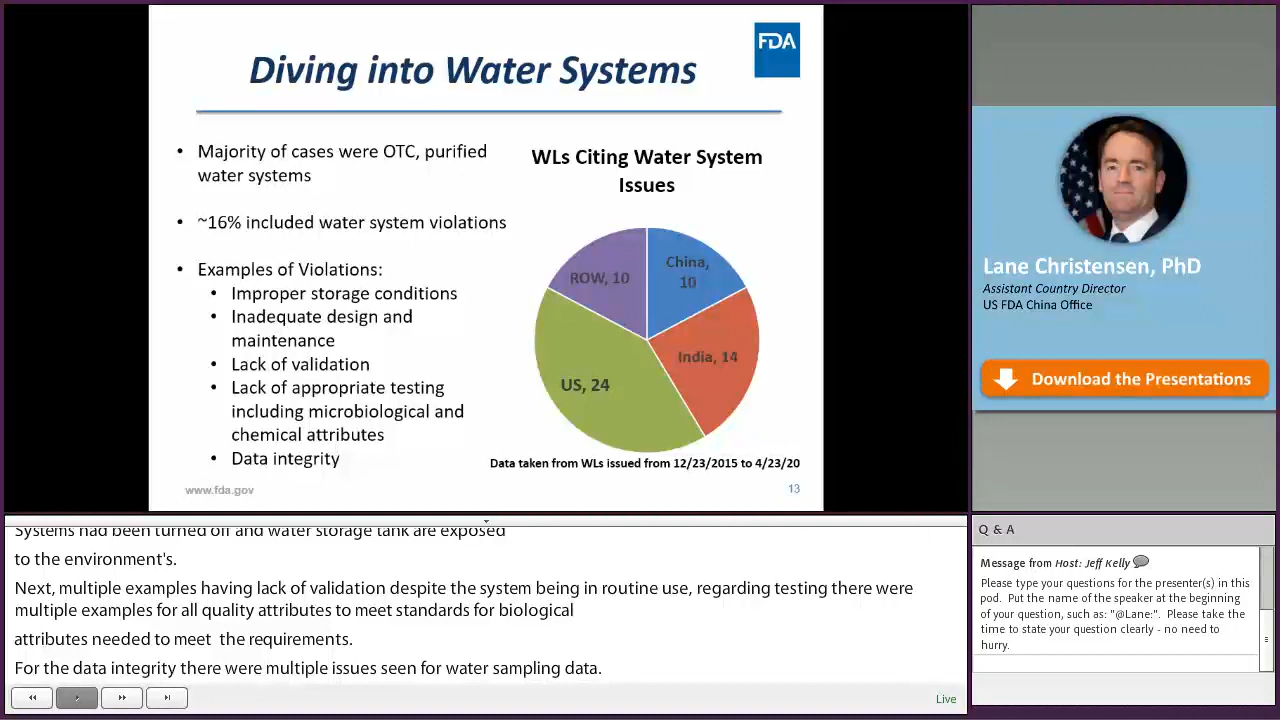 FDA
Diving into Water Systems
• Majority of cases were OTC, purified
water systems
• ~16% included water system violations
• Examples of Violations:
• Improper storage conditions
• Inadequate design and
maintenance
• Lack of validation
• Lack of appropriate testing
including microbiological and
chemical attributes
• Data integrity
WLs Citing Water System
Issues
ROW, 10
China,
10
India, 14
US, 24
Data taken from WLs issued from 12/23/2015 to 4/23/20
www.fda.gov
13
Lane Christensen, PhD
Assistant Country Director
US FDA China Office
Download the Presentations
Systems had been turned off and water storage tank are exposed
to the environment's.
Next, multiple examples having lack of validation despite the system being in routine use, regarding testing there were
multiple examples for all quality attributes to meet standards for biological
attributes needed to meet  the requirements.
For the data integrity there were multiple issues seen for water sampling data.
Live
Q & A
Message from Host: Jeff Kelly
Please type your questions for the presenter(s) in this
pod.  Put the name of the speaker at the beginning
of your question, such as: "@Lane:".  Please take the
time to state your question clearly - no need to
hurry.